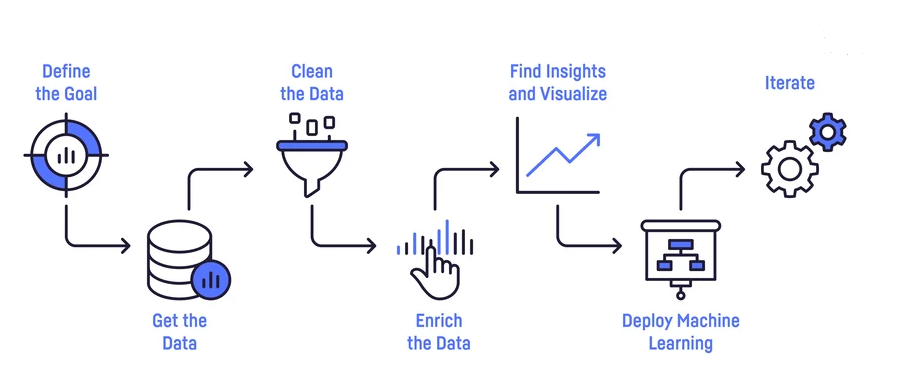 Define
the Goal
Get the
Data
Clean
the Data
Enrich
the Data
Find Insights
and Visualize
Deploy Machine
Learning
Iterate